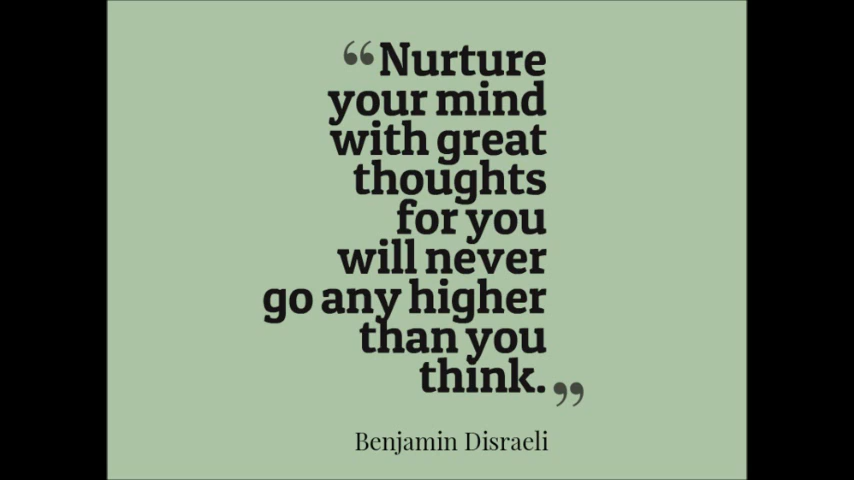 “Nurture
your mind
with great
thoughts
for you
will never
go any higher
than you
think.”
Benjamin Disraeli